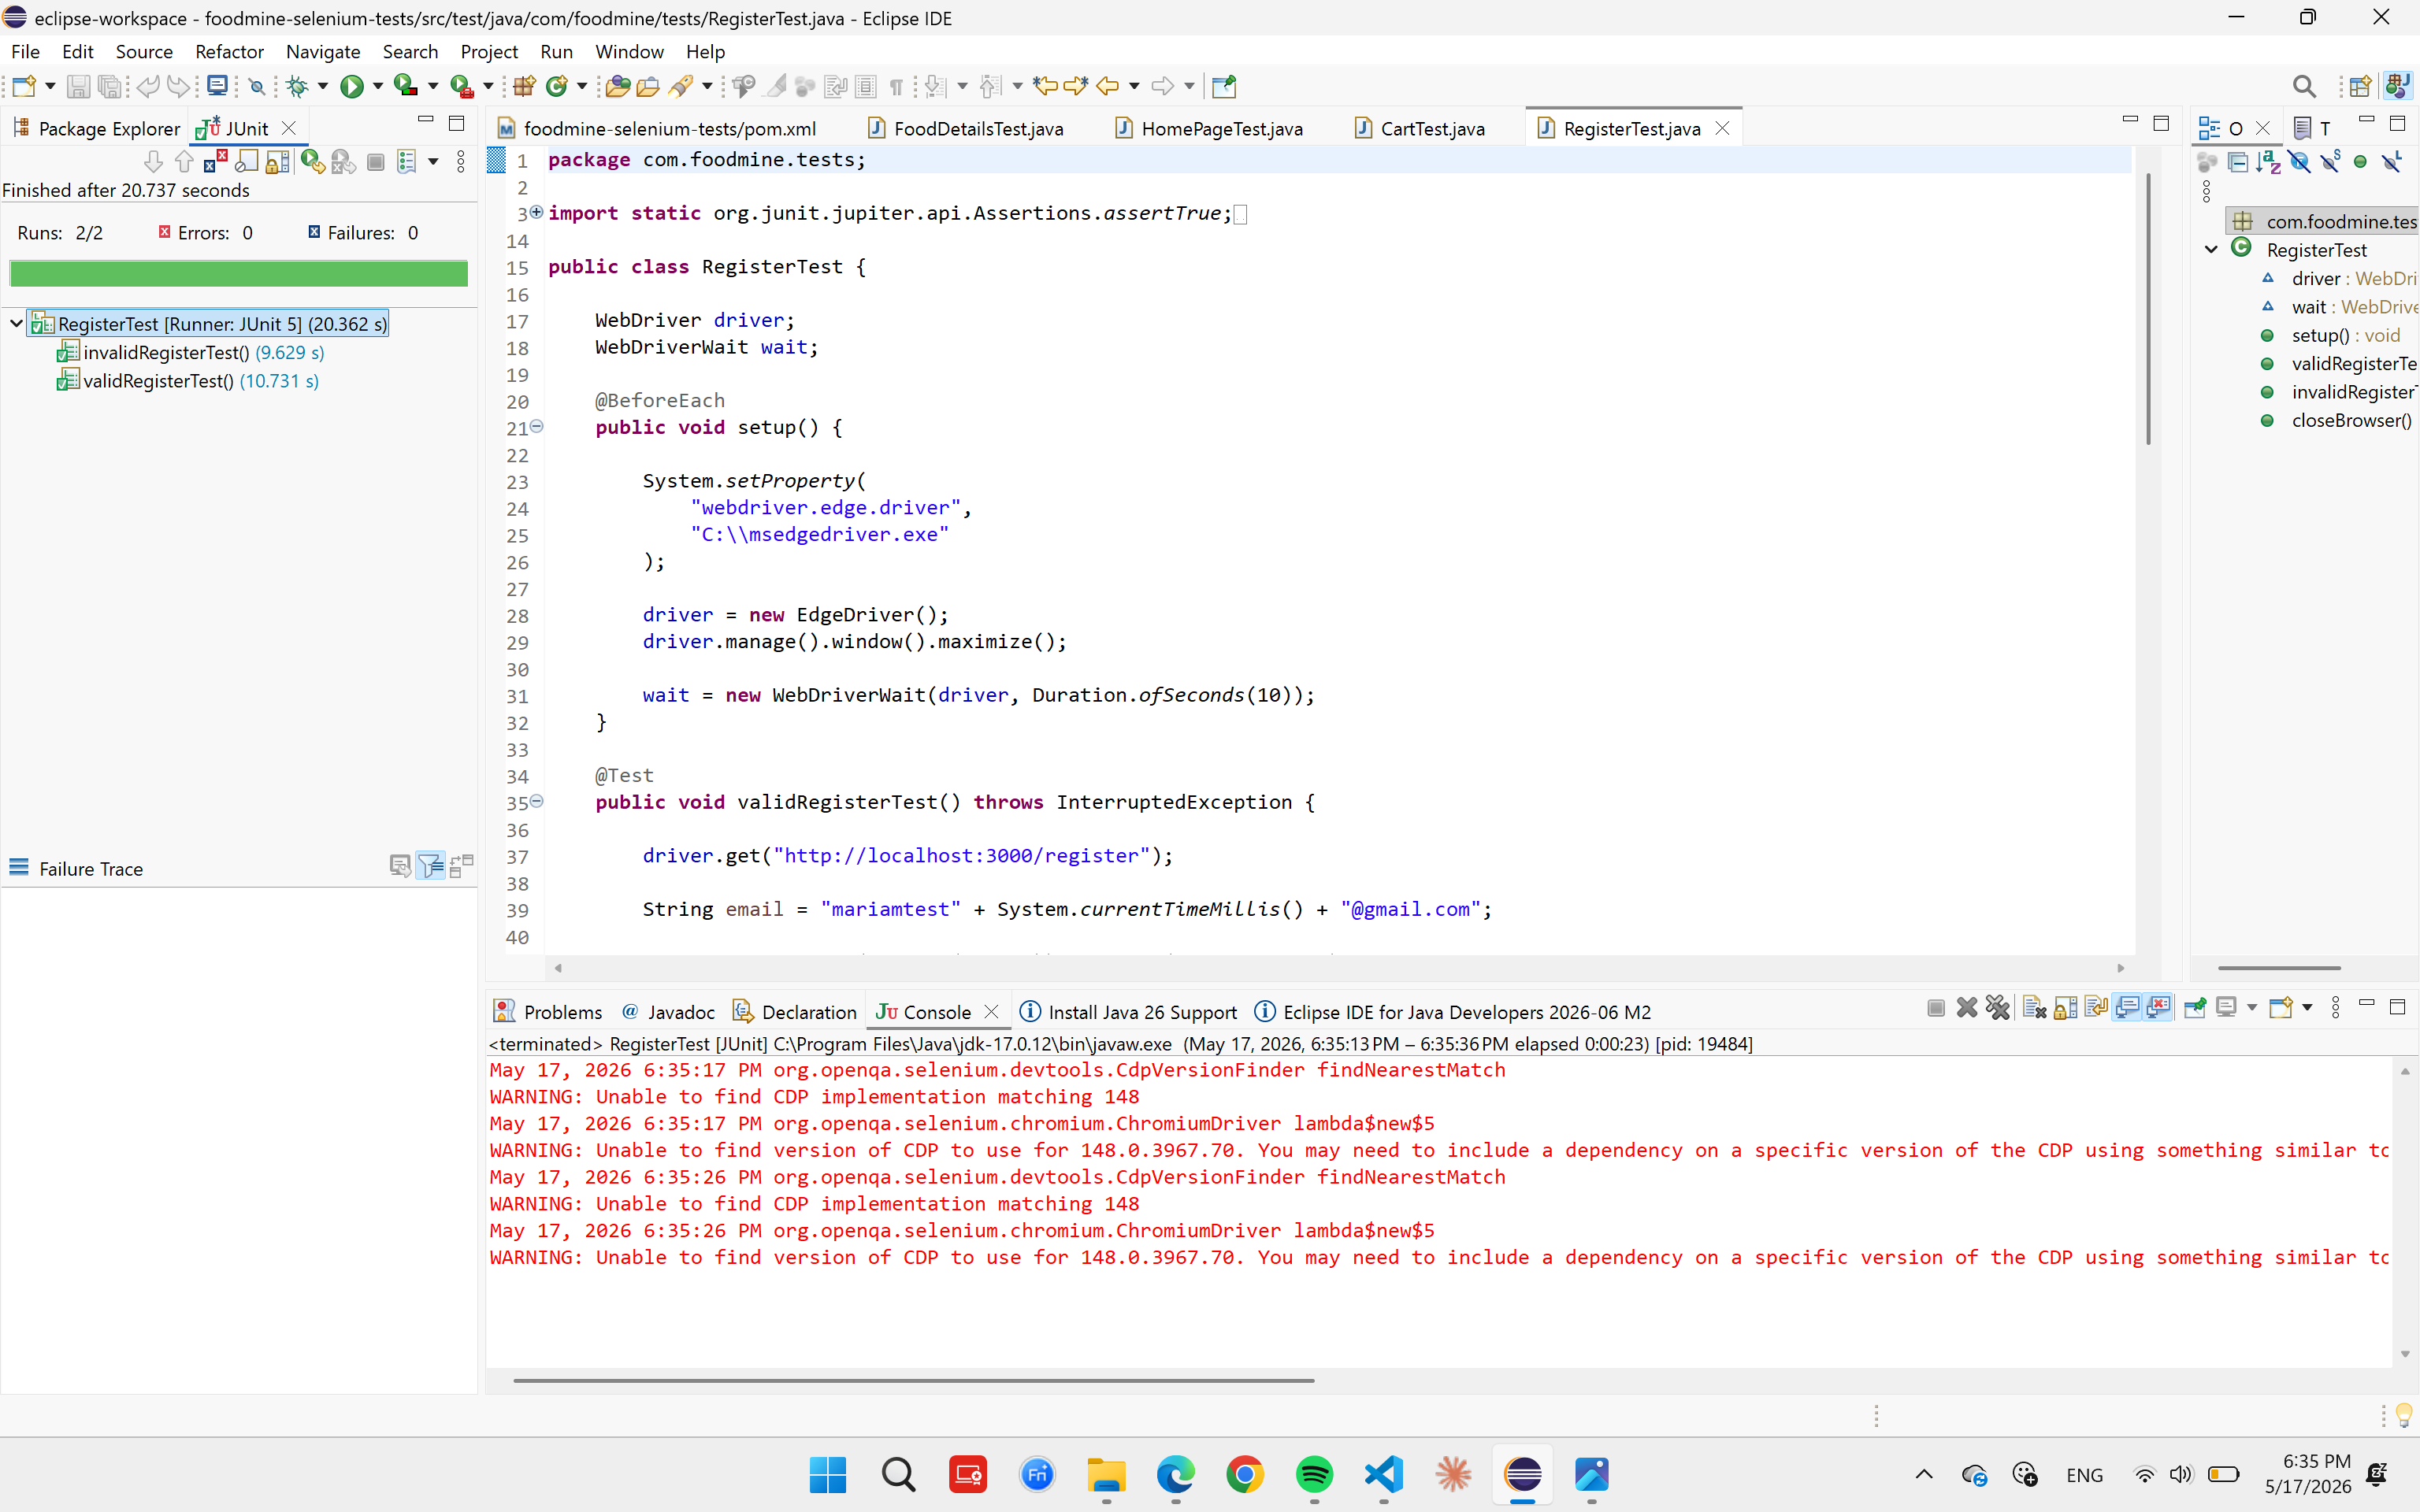 eclipse-workspace - foodmine-selenium-tests/src/test/java/com/foodmine/tests/RegisterTest.java - Eclipse IDE
File Edit Source Refactor Navigate Search Project Run Window Help
Package Explorer JUnit
foodmine-selenium-tests/pom.xml FoodDetailsTest.java HomePageTest.java CartTest.java RegisterTest.java
O T
Finished after 20.737 seconds
Runs: 2/2 Errors: 0 Failures: 0
RegisterTest [Runner: JUnit 5] (20.362 s)
invalidRegisterTest() (9.629 s)
validRegisterTest() (10.731 s)
Failure Trace
1 package com.foodmine.tests;
2
3 import static org.junit.jupiter.api.Assertions.assertTrue;
14
15 public class RegisterTest {
16
17 WebDriver driver;
18 WebDriverWait wait;
19
20 @BeforeEach
21 public void setup() {
22
23 System.setProperty(
24 "webdriver.edge.driver",
25 "C:\\msedgedriver.exe"
26 );
27
28 driver = new EdgeDriver();
29 driver.manage().window().maximize();
30
31 wait = new WebDriverWait(driver, Duration.ofSeconds(10));
32 }
33
34 @Test
35 public void validRegisterTest() throws InterruptedException {
36
37 driver.get("http://localhost:3000/register");
38
39 String email = "mariamtest" + System.currentTimeMillis() + "@gmail.com";
40
com.foodmine.tes
RegisterTest
driver : WebDri
wait : WebDrive
setup() : void
validRegisterTe
invalidRegister
closeBrowser()
Problems @ Javadoc Declaration Console Install Java 26 Support Eclipse IDE for Java Developers 2026-06 M2
<terminated> RegisterTest [JUnit] C:\Program Files\Java\jdk-17.0.12\bin\javaw.exe (May 17, 2026, 6:35:13 PM – 6:35:36 PM elapsed 0:00:23) [pid: 19484]
May 17, 2026 6:35:17 PM org.openqa.selenium.devtools.CdpVersionFinder findNearestMatch
WARNING: Unable to find CDP implementation matching 148
May 17, 2026 6:35:17 PM org.openqa.selenium.chromium.ChromiumDriver lambda$new$5
WARNING: Unable to find version of CDP to use for 148.0.3967.70. You may need to include a dependency on a specific version of the CDP using something similar to
May 17, 2026 6:35:26 PM org.openqa.selenium.devtools.CdpVersionFinder findNearestMatch
WARNING: Unable to find CDP implementation matching 148
May 17, 2026 6:35:26 PM org.openqa.selenium.chromium.ChromiumDriver lambda$new$5
WARNING: Unable to find version of CDP to use for 148.0.3967.70. You may need to include a dependency on a specific version of the CDP using something similar to
Fn
ENG
6:35 PM
5/17/2026